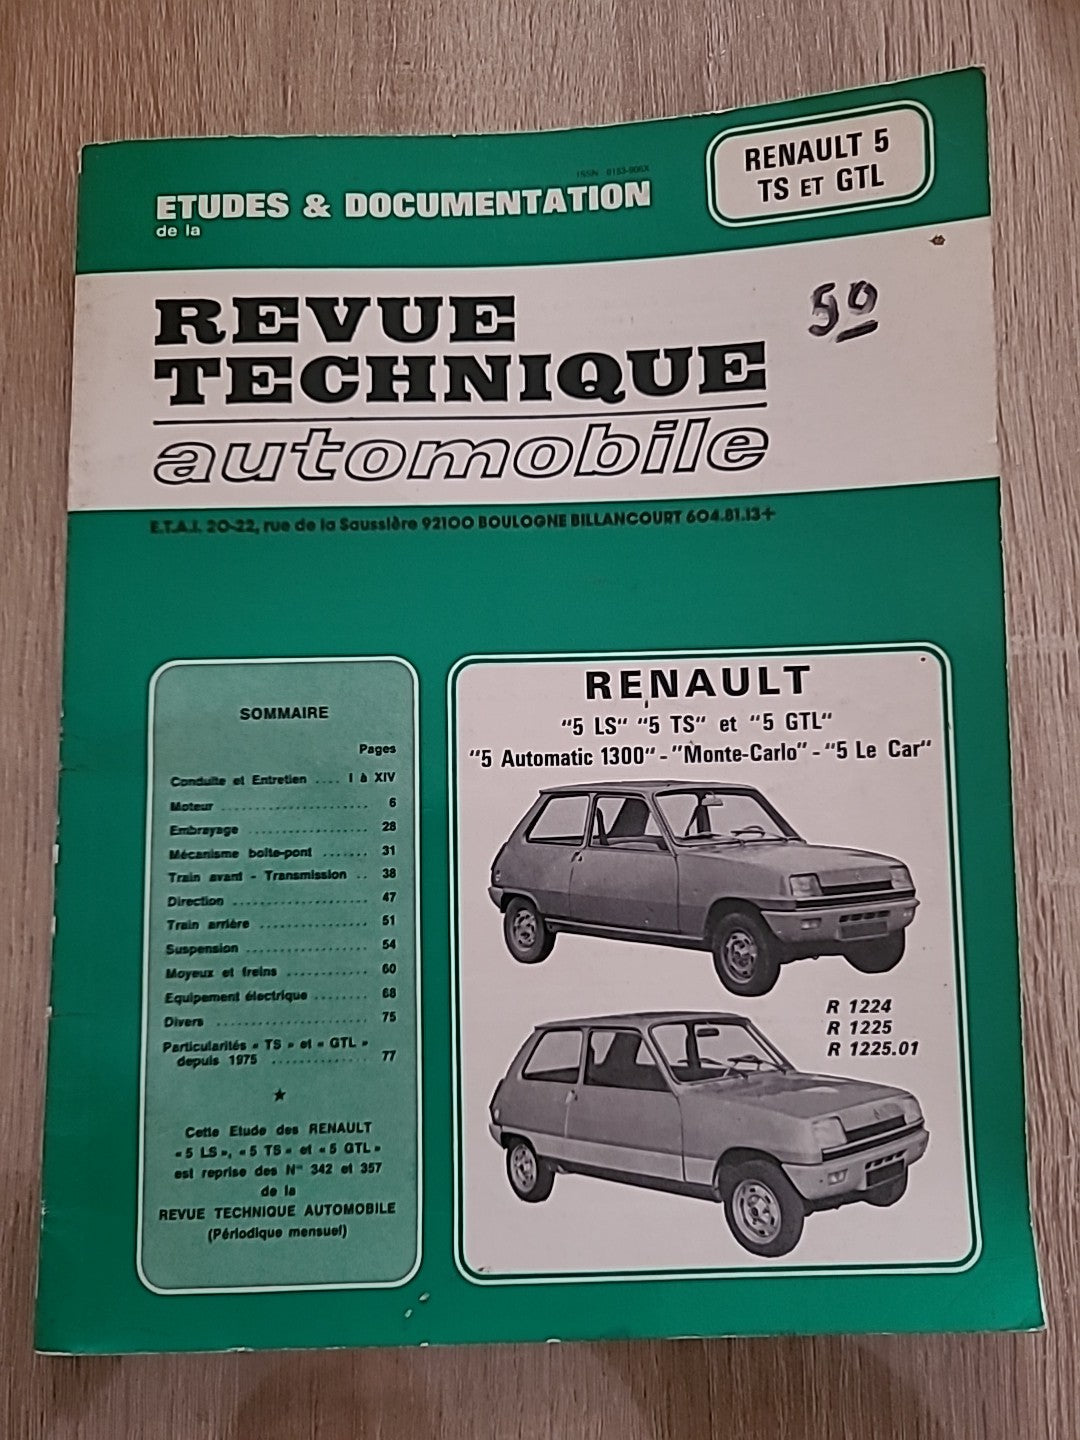 ISSN 0153-906X
ETUDES & DOCUMENTATION
de la
RENAULT 5
TS ET GTL
REVUE
TECHNIQUE
automobile
50
E.T.A.I. 20-22, rue de la Saussière 92100 BOULOGNE BILLANCOURT 604.81.13+
SOMMAIRE
Pages
Conduite et Entretien .... I à XIV
Moteur ...................... 6
Embrayage .................. 28
Mécanisme boîte-pont ....... 31
Train avant - Transmission .. 38
Direction .................... 47
Train arrière ................ 51
Suspension .................. 54
Moyeux et freins ............ 60
Equipement électrique ........ 68
Divers ...................... 75
Particularités « TS » et « GTL »
depuis 1975 .............. 77
★
Cette Etude des RENAULT
« 5 LS », « 5 TS » et « 5 GTL »
est reprise des Nos 342 et 357
de la
REVUE TECHNIQUE AUTOMOBILE
(Périodique mensuel)
RENAULT
"5 LS" "5 TS" et "5 GTL"
"5 Automatic 1300" - "Monte-Carlo" - "5 Le Car"
R 1224
R 1225
R 1225.01